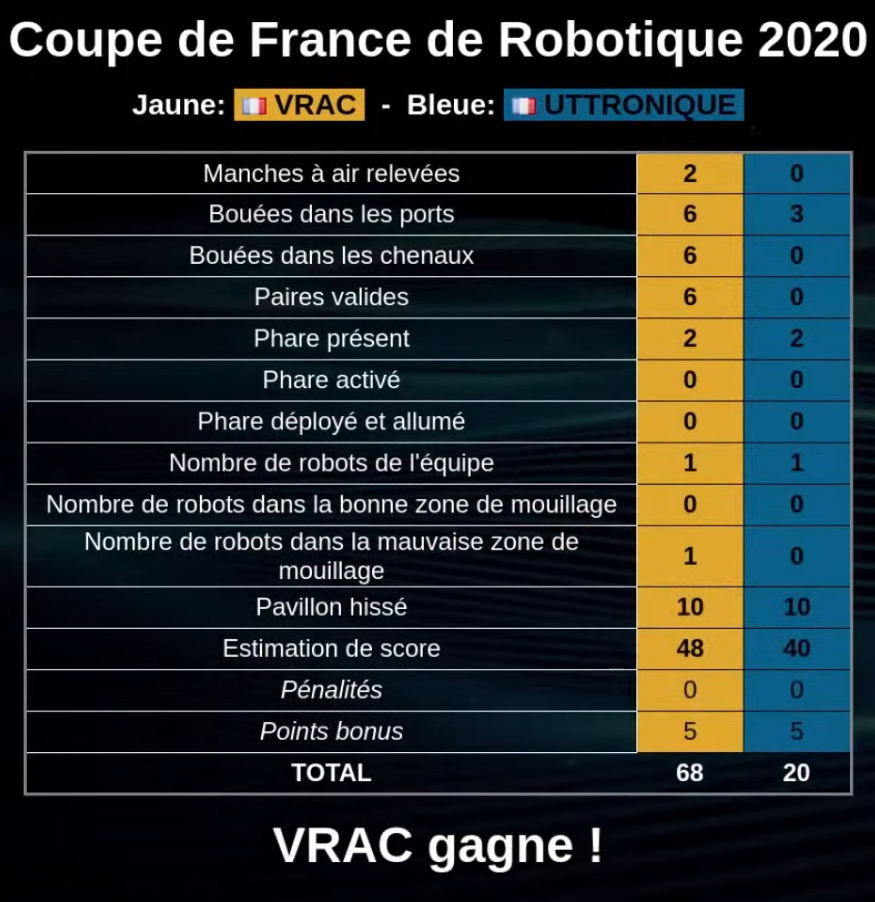 Coupe de France de Robotique 2020
Jaune: VRAC - Bleue: UTTRONIQUE
Manches à air relevées 2 0
Bouées dans les ports 6 3
Bouées dans les chenaux 6 0
Paires valides 6 0
Phare présent 2 2
Phare activé 0 0
Phare déployé et allumé 0 0
Nombre de robots de l'équipe 1 1
Nombre de robots dans la bonne zone de mouillage 0 0
Nombre de robots dans la mauvaise zone de
mouillage 1 0
Pavillon hissé 10 10
Estimation de score 48 40
Pénalités 0 0
Points bonus 5 5
TOTAL 68 20
VRAC gagne !